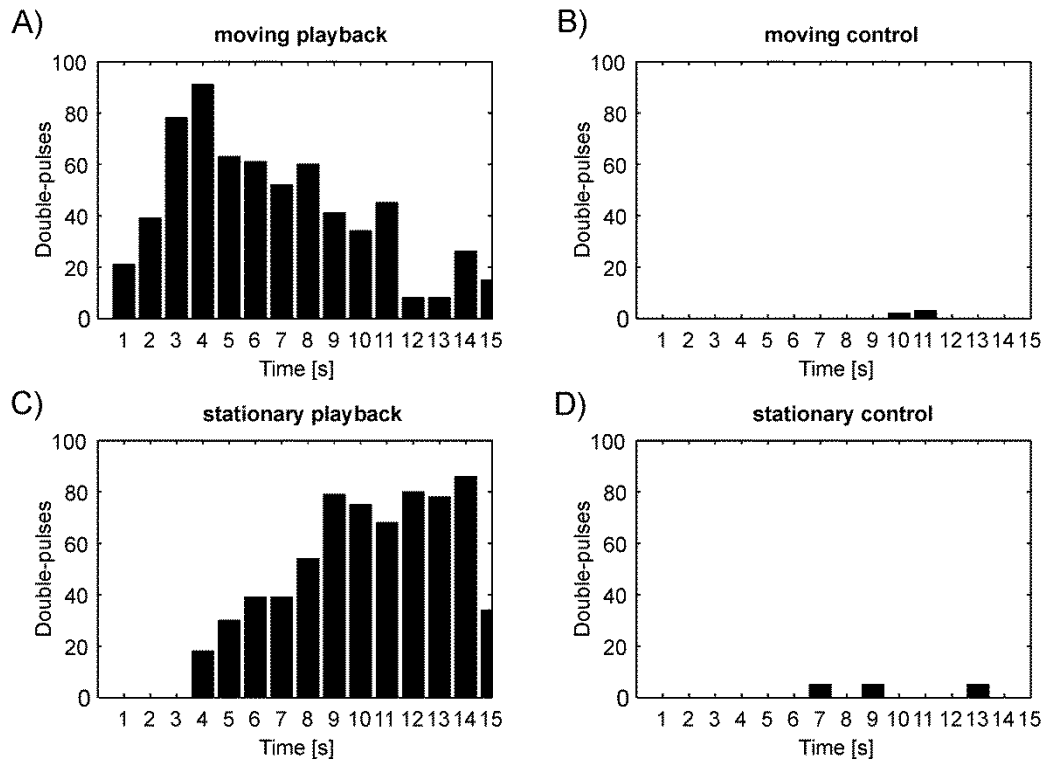 A)
moving playback
100
80
60
40
20
0
Double-pulses
1 2 3 4 5 6 7 8 9 10 11 12 13 14 15
Time [s]
B)
moving control
100
80
60
40
20
0
Double-pulses
1 2 3 4 5 6 7 8 9 10 11 12 13 14 15
Time [s]
C)
stationary playback
100
80
60
40
20
0
Double-pulses
1 2 3 4 5 6 7 8 9 10 11 12 13 14 15
Time [s]
D)
stationary control
100
80
60
40
20
0
Double-pulses
1 2 3 4 5 6 7 8 9 10 11 12 13 14 15
Time [s]